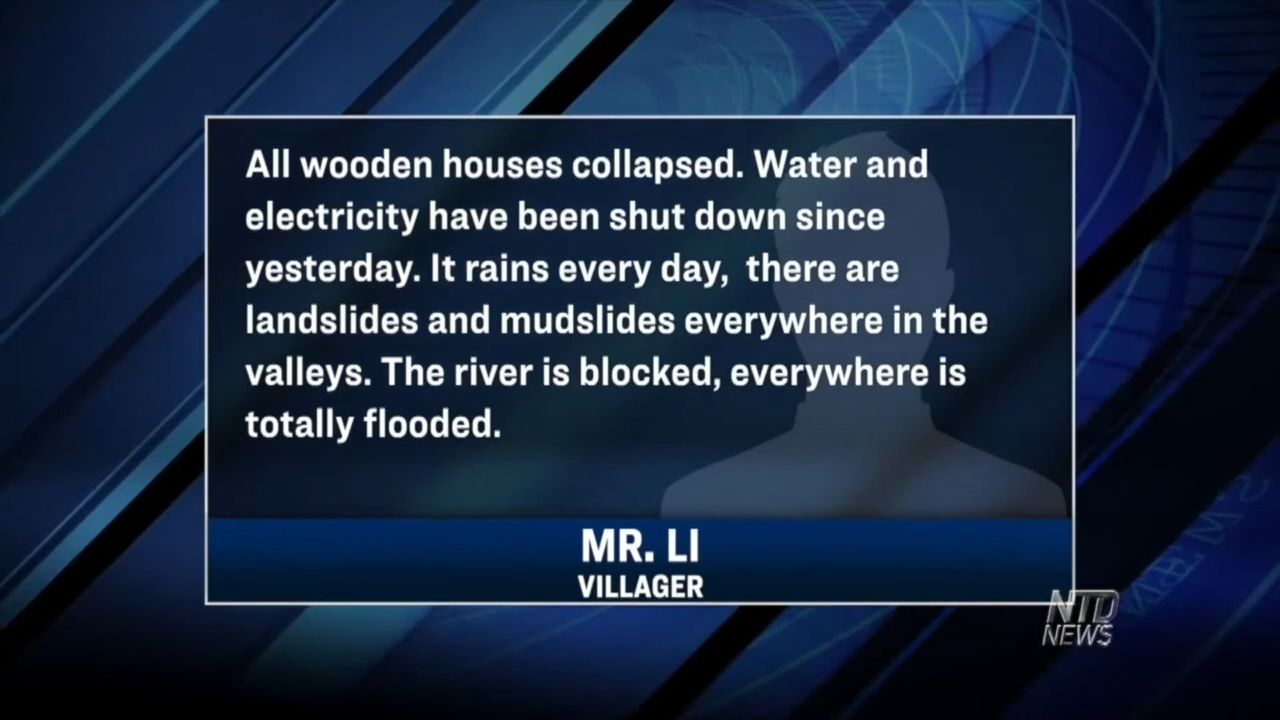 All wooden houses collapsed. Water and
electricity have been shut down since
yesterday. It rains every day,  there are
landslides and mudslides everywhere in the
valleys. The river is blocked, everywhere is
totally flooded.
MR. LI
VILLAGER
NTD
NEWS
NEWS